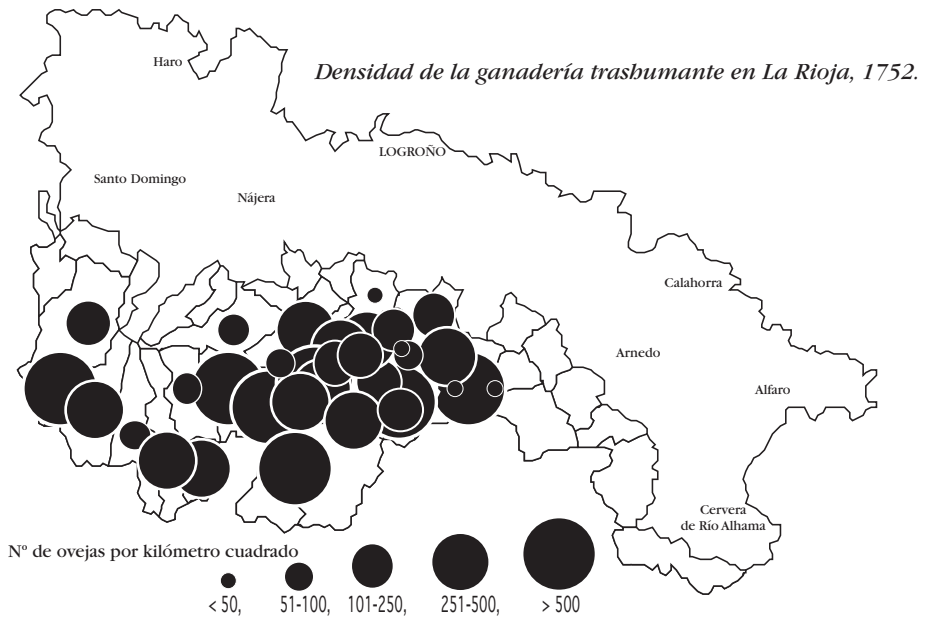 Haro
Densidad de la ganadería trashumante en La Rioja, 1752.
LOGROÑO
Santo Domingo
Nájera
Calahorra
Arnedo
Alfaro
Cervera
de Río Alhama
Nº de ovejas por kilómetro cuadrado
< 50, 51-100, 101-250, 251-500, > 500